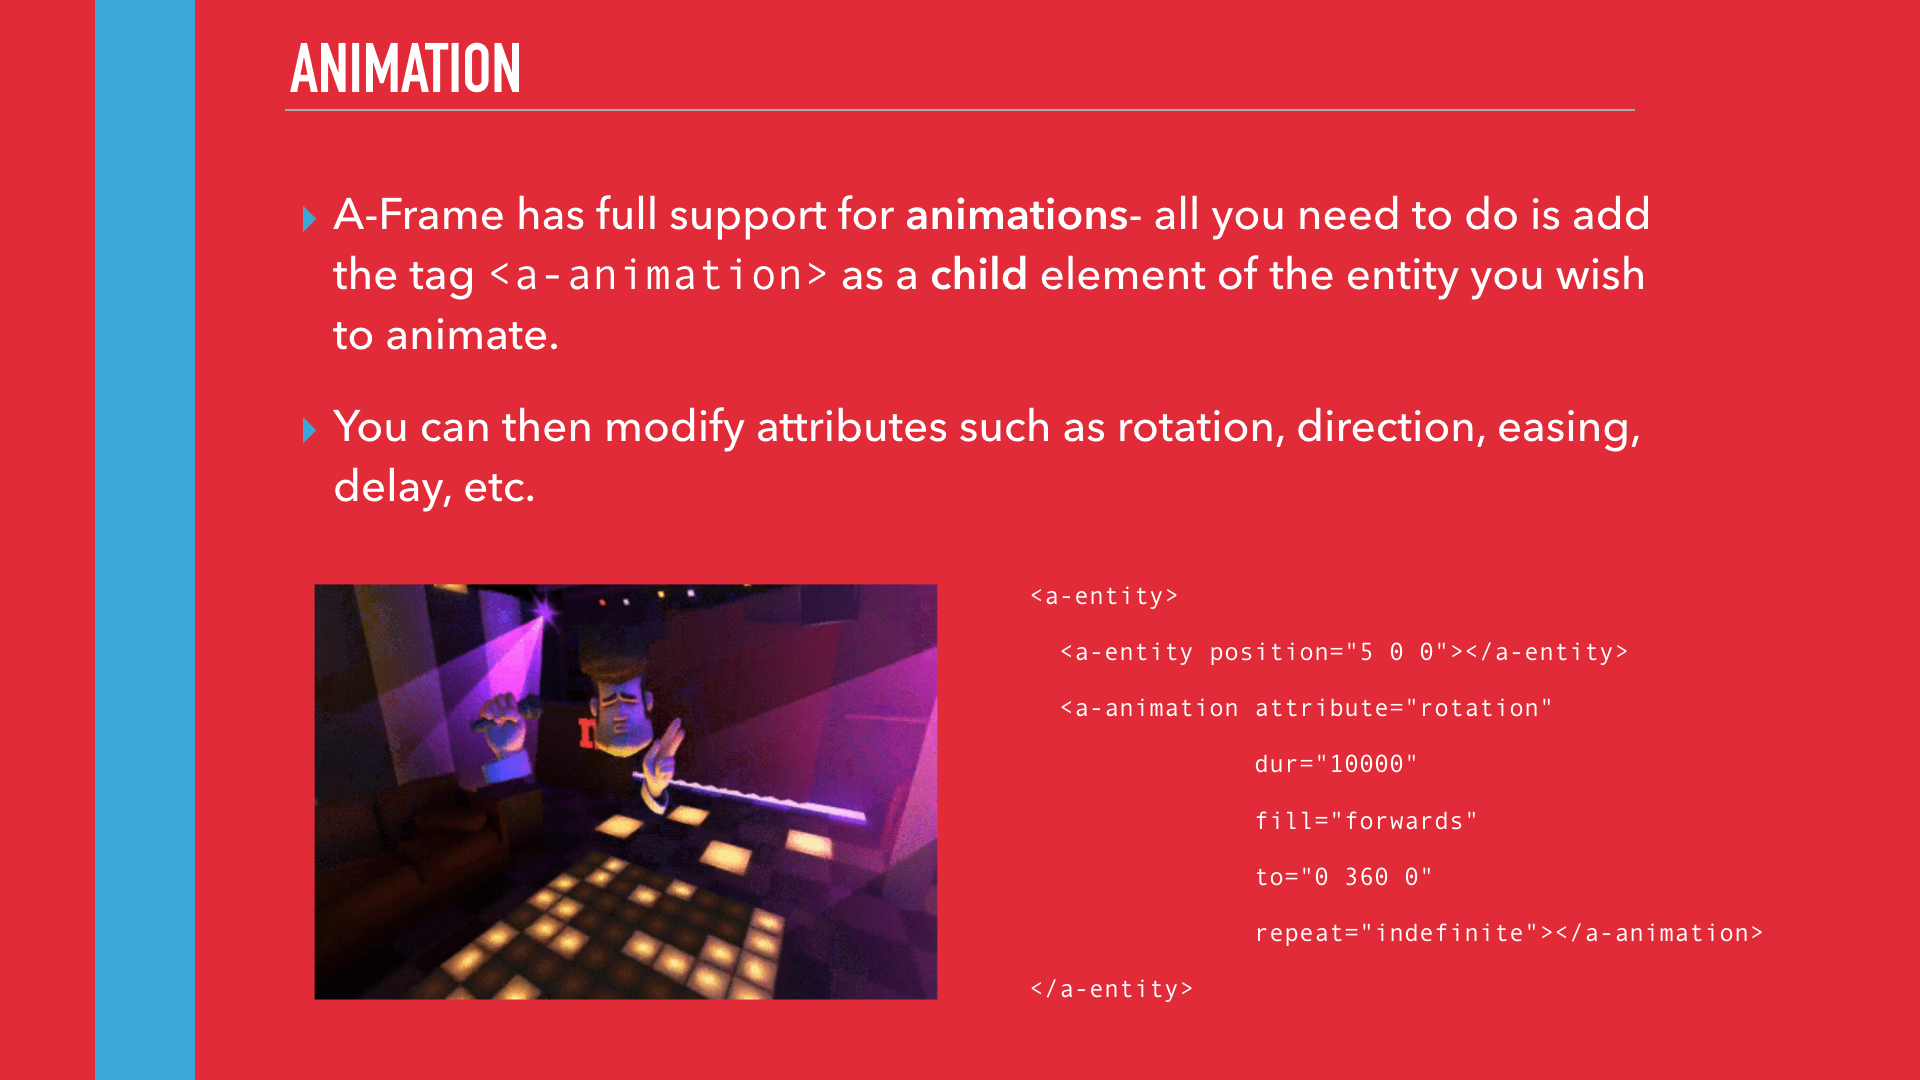 ANIMATION
A-Frame has full support for animations- all you need to do is add
the tag <a-animation> as a child element of the entity you wish
to animate.
You can then modify attributes such as rotation, direction, easing,
delay, etc.
<a-entity>
<a-entity position="5 0 0"></a-entity>
<a-animation attribute="rotation"
dur="10000"
fill="forwards"
to="0 360 0"
repeat="indefinite"></a-animation>
</a-entity>